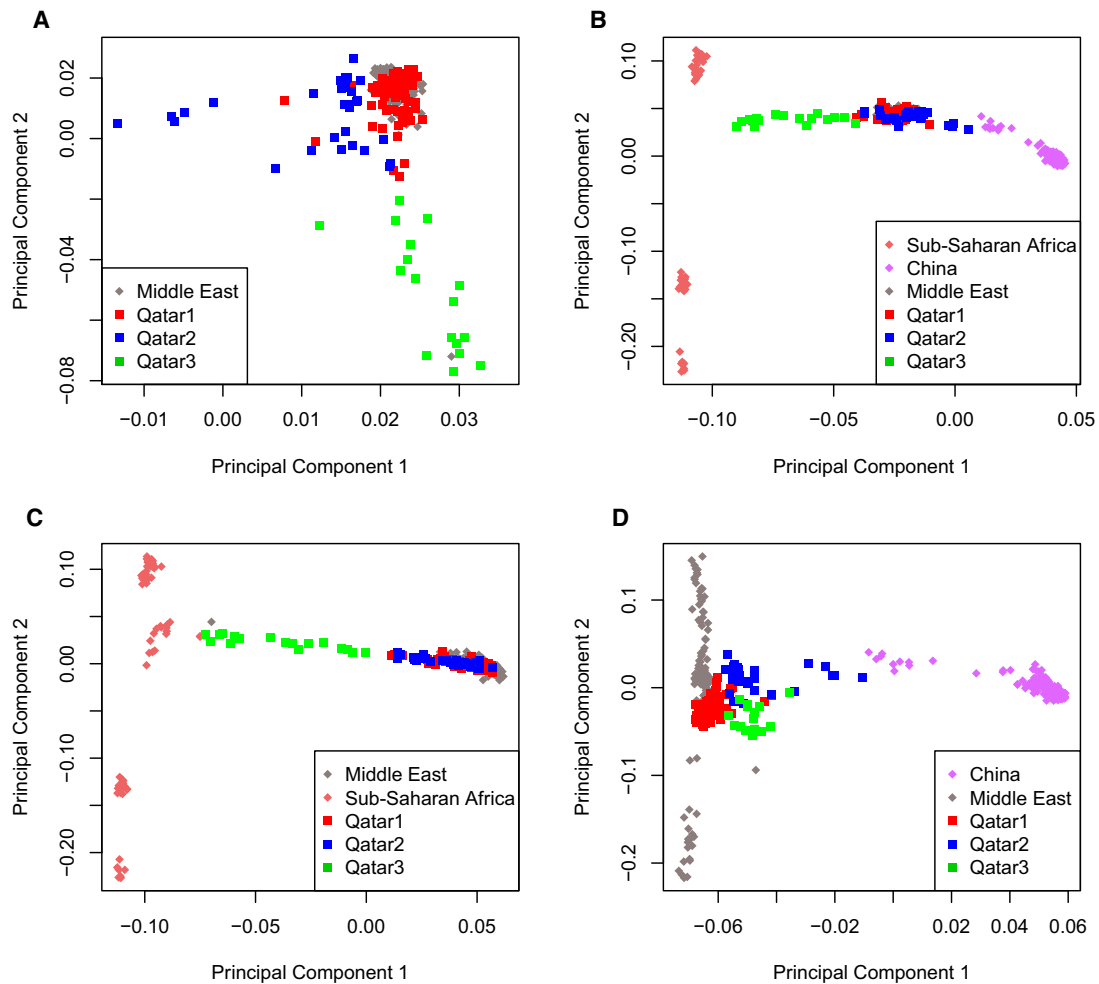 A
Principal Component 2
0.02
0.00
−0.04
−0.08
Middle East
Qatar1
Qatar2
Qatar3
−0.01
0.00
0.01
0.02
0.03
Principal Component 1
B
Principal Component 2
0.10
0.00
−0.10
−0.20
Sub-Saharan Africa
China
Middle East
Qatar1
Qatar2
Qatar3
−0.10
−0.05
0.00
0.05
Principal Component 1
C
Principal Component 2
0.10
0.00
−0.10
−0.20
Middle East
Sub-Saharan Africa
Qatar1
Qatar2
Qatar3
−0.10
−0.05
0.00
0.05
Principal Component 1
D
Principal Component 2
0.1
0.0
−0.1
−0.2
China
Middle East
Qatar1
Qatar2
Qatar3
−0.06
−0.02
0.02
0.04
0.06
Principal Component 1